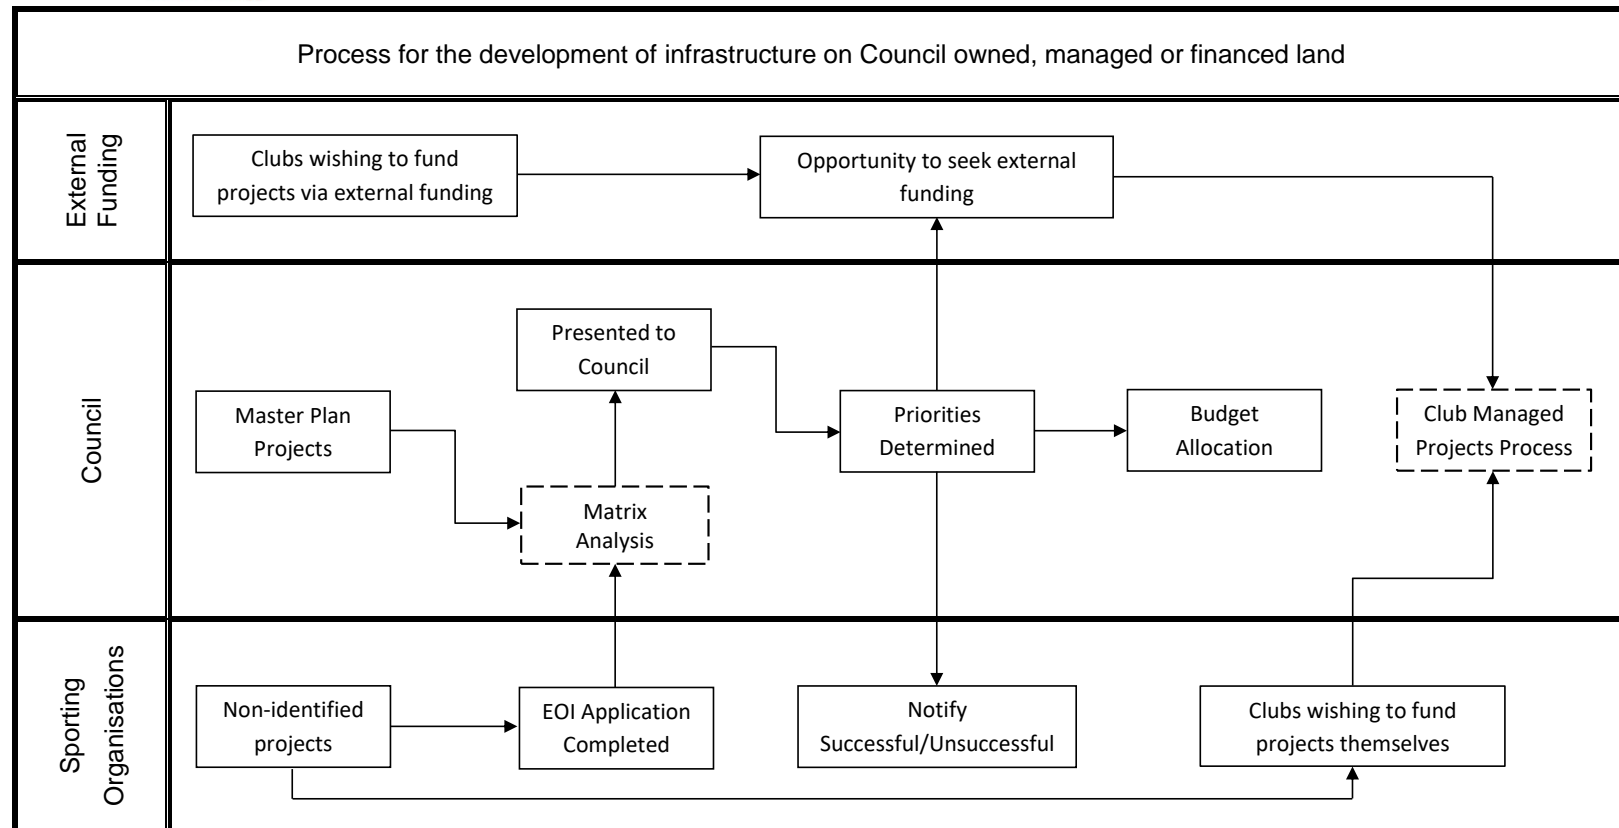 Process for the development of infrastructure on Council owned, managed or financed land
External
Funding
Clubs wishing to fund
projects via external funding
Opportunity to seek external
funding
Council
Presented to
Council
Master Plan
Projects
Priorities
Determined
Budget
Allocation
Club Managed
Projects Process
Matrix
Analysis
Sporting
Organisations
Non-identified
projects
EOI Application
Completed
Notify
Successful/Unsuccessful
Clubs wishing to fund
projects themselves